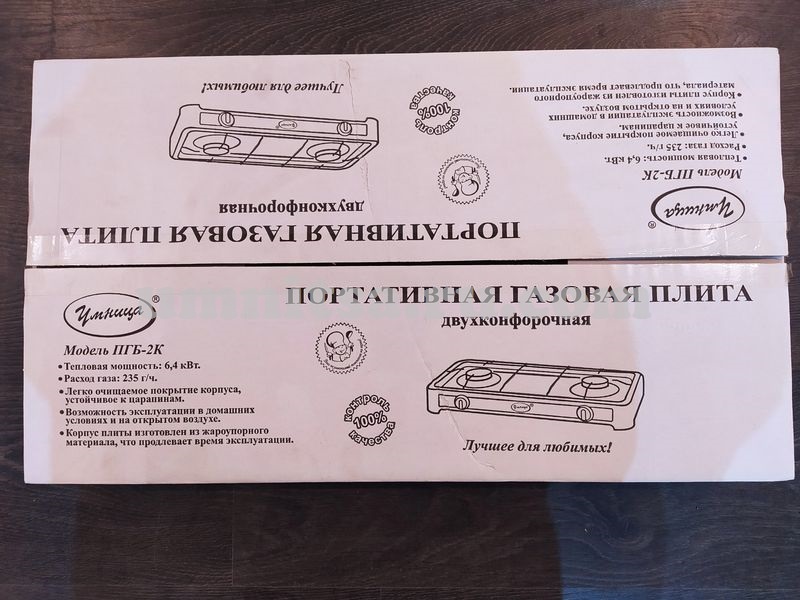 Лучшее для любимых!
контроль
100%
качества
двухконфорочная
ПОРТАТИВНАЯ ГАЗОВАЯ ПЛИТА
Умница®
Модель ПГБ-2К
• Тепловая мощность: 6,4 кВт.
• Расход газа: 235 г/ч.
• Легко очищаемое покрытие корпуса,
устойчивое к царапинам.
• Возможность эксплуатации в домашних
условиях и на открытом воздухе.
• Корпус плиты изготовлен из жароупорного
материала, что продлевает время эксплуатации.
Умница®
ПОРТАТИВНАЯ ГАЗОВАЯ ПЛИТА
двухконфорочная
Модель ПГБ-2К
• Тепловая мощность: 6,4 кВт.
• Расход газа: 235 г/ч.
• Легко очищаемое покрытие корпуса,
устойчивое к царапинам.
• Возможность эксплуатации в домашних
условиях и на открытом воздухе.
• Корпус плиты изготовлен из жароупорного
материала, что продлевает время эксплуатации.
контроль
100%
качества
Лучшее для любимых!